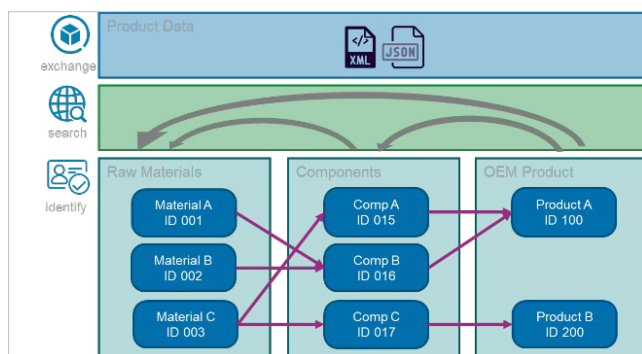 Product Data
XML
JSON
exchange
search
identify
Raw Materials
Components
OEM Product
Material A
ID 001
Comp A
ID 015
Product A
ID 100
Material B
ID 002
Comp B
ID 016
Material C
ID 003
Comp C
ID 017
Product B
ID 200